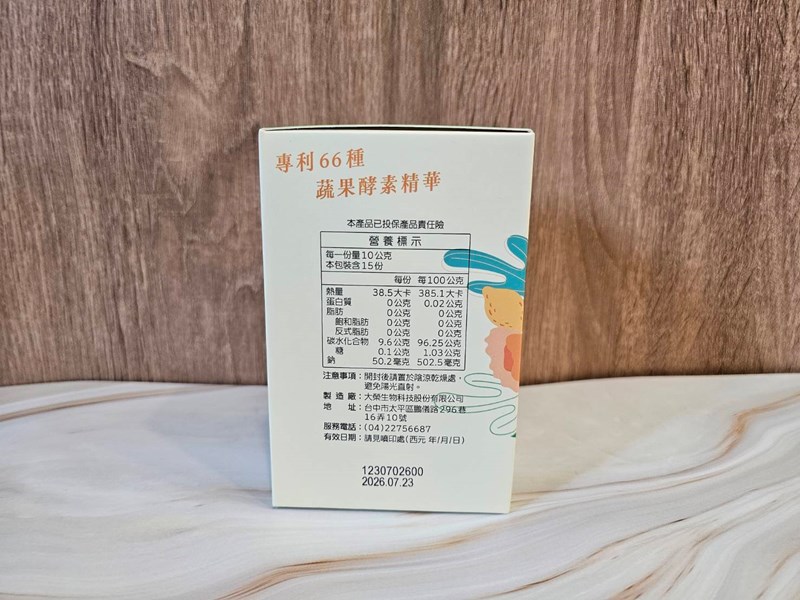 專利66種
蔬果酵素精華
本產品已投保產品責任險
營養標示
每一份量10公克
本包裝含15份
每份 每100公克
熱量 38.5大卡 385.1大卡
蛋白質 0公克 0.02公克
脂肪 0公克 0公克
飽和脂肪 0公克 0公克
反式脂肪 0公克 0公克
碳水化合物 9.6公克 96.25公克
糖 0.1公克 1.03公克
鈉 50.2毫克 502.5毫克
注意事項：開封後請置於陰涼乾燥處，
避免陽光直射。
製造廠：大榮生物科技股份有限公司
地址：台中市太平區鵬儀路296巷
16弄10號
服務電話：(04)22756687
有效日期：請見噴印處(西元 年/月/日)
1230702600
2026.07.23